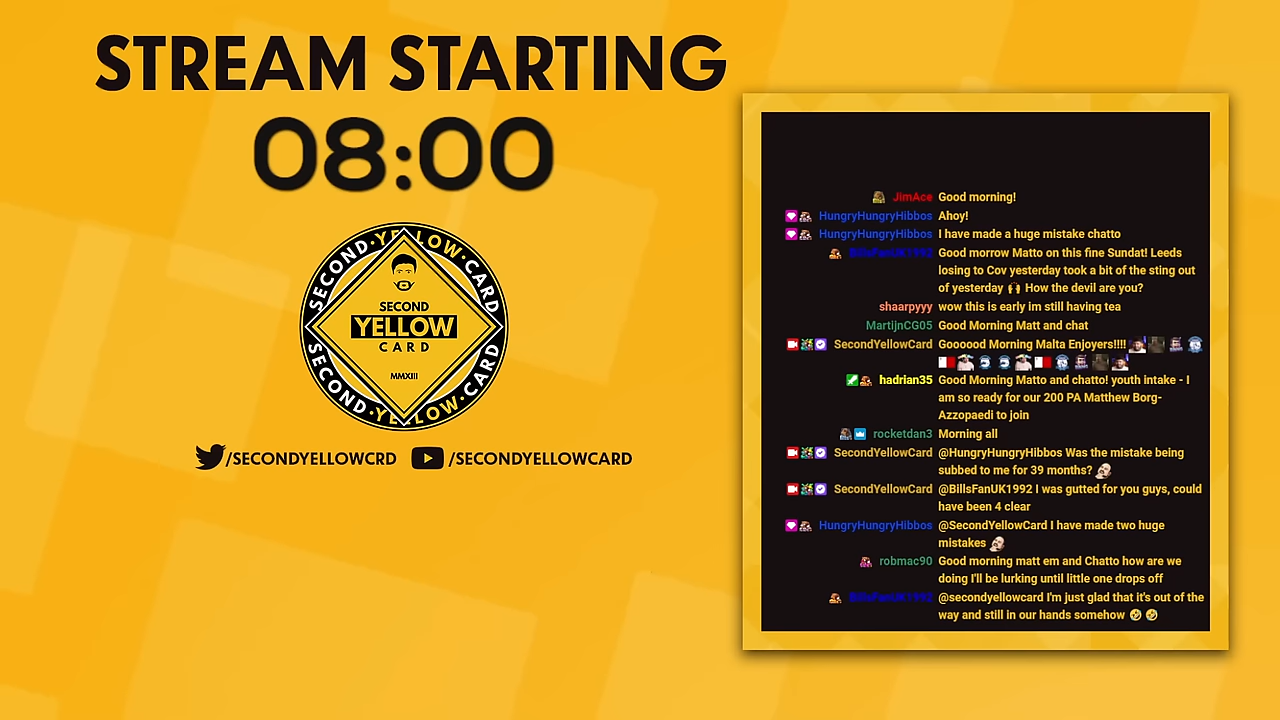 STREAM STARTING
08:00
SECOND·YELLOW·CARD
SECOND
YELLOW
CARD
MMXIII
SECOND·YELLOW·CARD
/SECONDYELLOWCRD /SECONDYELLOWCARD
JimAce Good morning!
HungryHungryHibbos Ahoy!
HungryHungryHibbos I have made a huge mistake chatto
BillsFanUK1992 Good morrow Matto on this fine Sundat! Leeds
losing to Cov yesterday took a bit of the sting out
of yesterday 🙌 How the devil are you?
shaarpyyy wow this is early im still having tea
MartijnCG05 Good Morning Matt and chat
SecondYellowCard Goooood Morning Malta Enjoyers!!!!
hadrian35 Good Morning Matto and chatto! youth intake - I
am so ready for our 200 PA Matthew Borg-
Azzopaedi to join
rocketdan3 Morning all
SecondYellowCard @HungryHungryHibbos Was the mistake being
subbed to me for 39 months?
SecondYellowCard @BillsFanUK1992 I was gutted for you guys, could
have been 4 clear
HungryHungryHibbos @SecondYellowCard I have made two huge
mistakes
robmac90 Good morning matt em and Chatto how are we
doing I'll be lurking until little one drops off
BillsFanUK1992 @secondyellowcard I'm just glad that it's out of the
way and still in our hands somehow 🤣 🤣